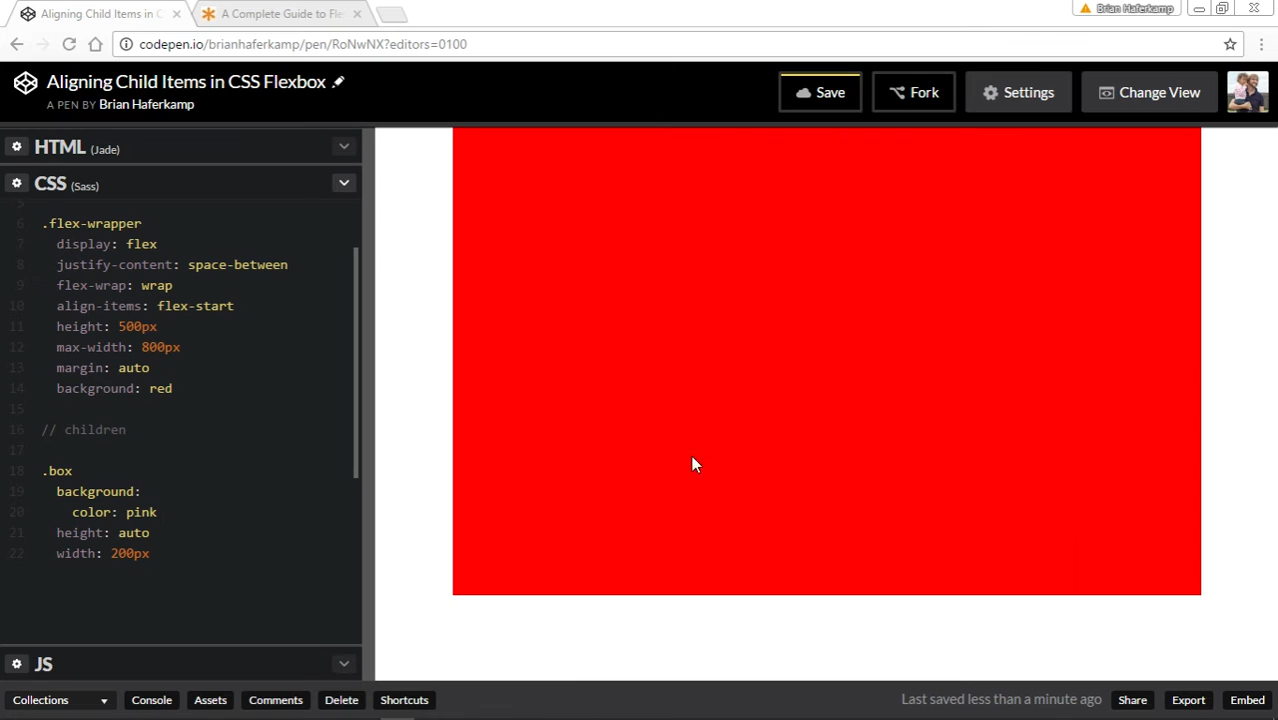 Aligning Child Items in C
A Complete Guide to Fle
Brian Haferkamp
codepen.io/brianhaferkamp/pen/RoNwNX?editors=0100
Aligning Child Items in CSS Flexbox
A PEN BY Brian Haferkamp
Save
Fork
Settings
Change View
HTML (Jade)
CSS (Sass)
5
6 .flex-wrapper
7 display: flex
8 justify-content: space-between
9 flex-wrap: wrap
10 align-items: flex-start
11 height: 500px
12 max-width: 800px
13 margin: auto
14 background: red
15
16 // children
17
18 .box
19 background:
20 color: pink
21 height: auto
22 width: 200px
JS
Collections
Console
Assets
Comments
Delete
Shortcuts
Last saved less than a minute ago
Share
Export
Embed